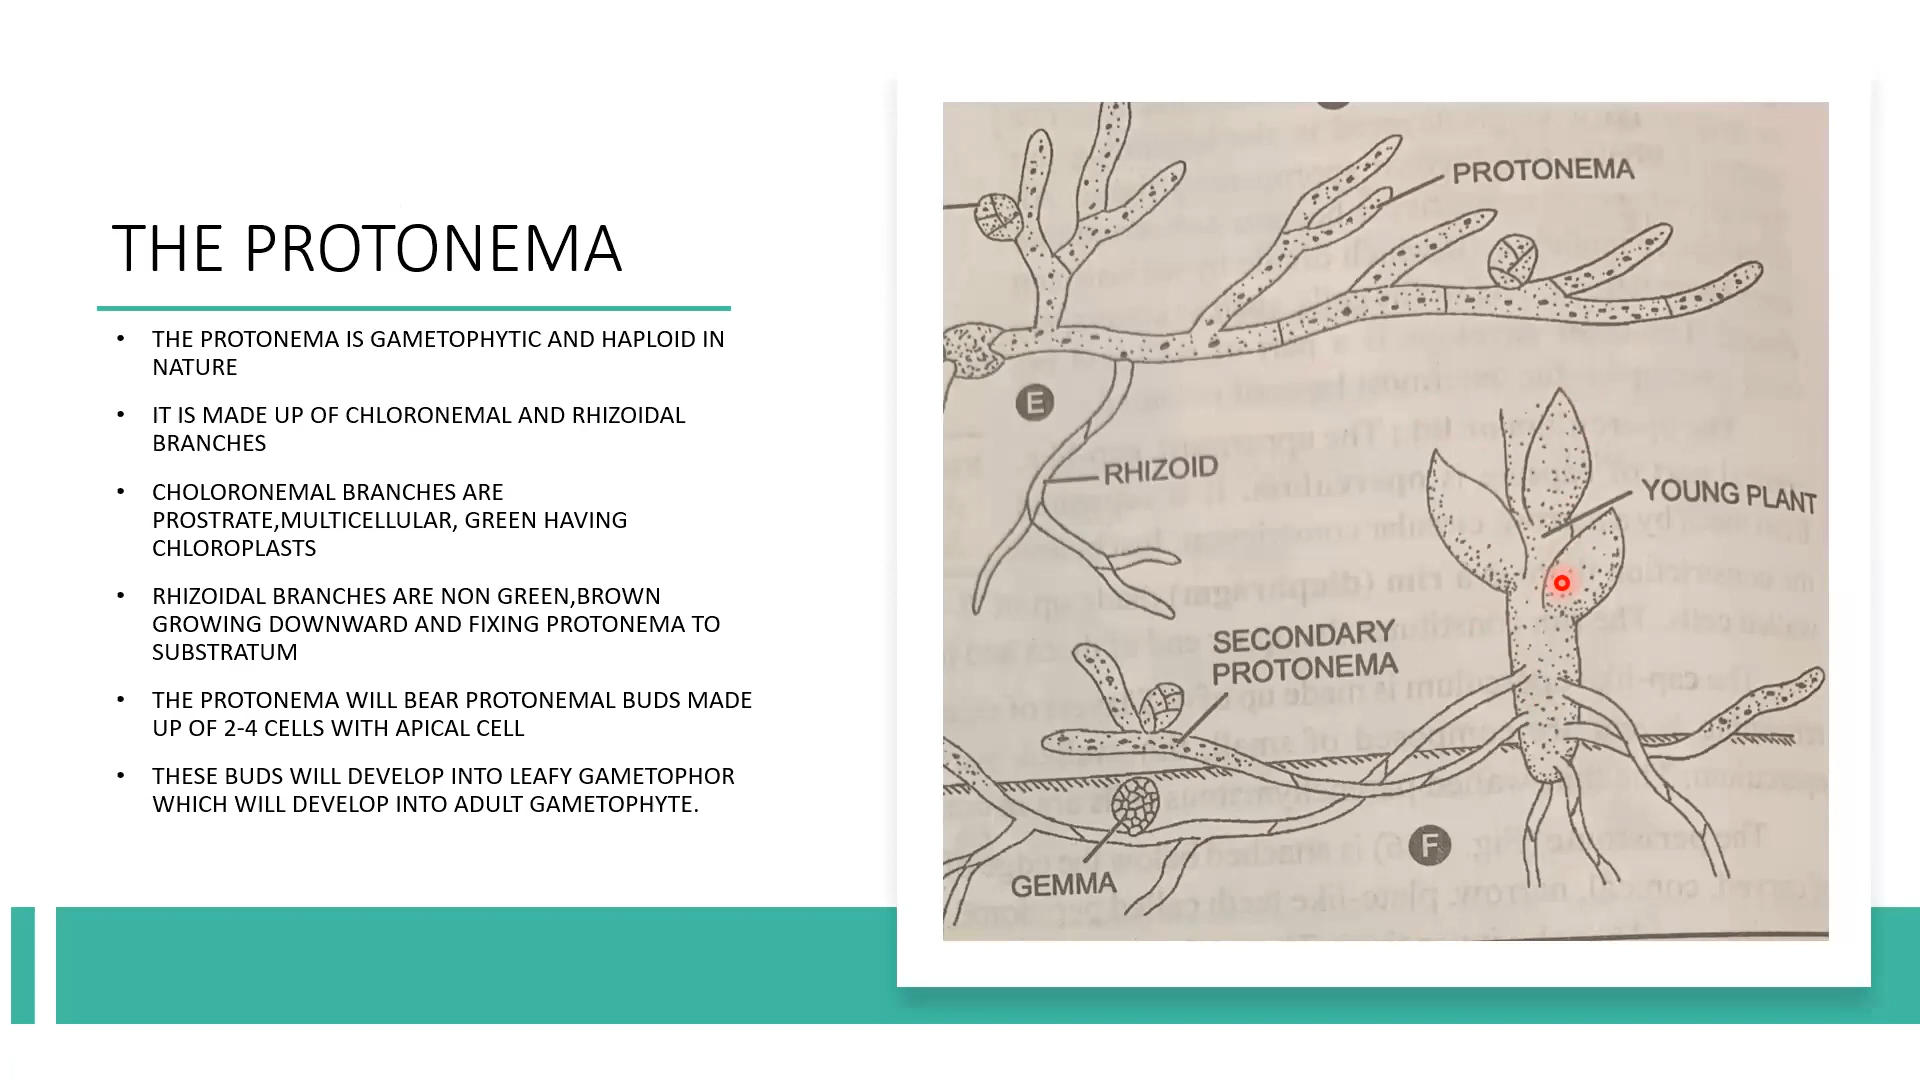 THE PROTONEMA
• THE PROTONEMA IS GAMETOPHYTIC AND HAPLOID IN
NATURE
• IT IS MADE UP OF CHLORONEMAL AND RHIZOIDAL
BRANCHES
• CHOLORONEMAL BRANCHES ARE
PROSTRATE,MULTICELLULAR, GREEN HAVING
CHLOROPLASTS
• RHIZOIDAL BRANCHES ARE NON GREEN,BROWN
GROWING DOWNWARD AND FIXING PROTONEMA TO
SUBSTRATUM
• THE PROTONEMA WILL BEAR PROTONEMAL BUDS MADE
UP OF 2-4 CELLS WITH APICAL CELL
• THESE BUDS WILL DEVELOP INTO LEAFY GAMETOPHOR
WHICH WILL DEVELOP INTO ADULT GAMETOPHYTE.
PROTONEMA
E
RHIZOID
YOUNG PLANT
SECONDARY
PROTONEMA
F
GEMMA